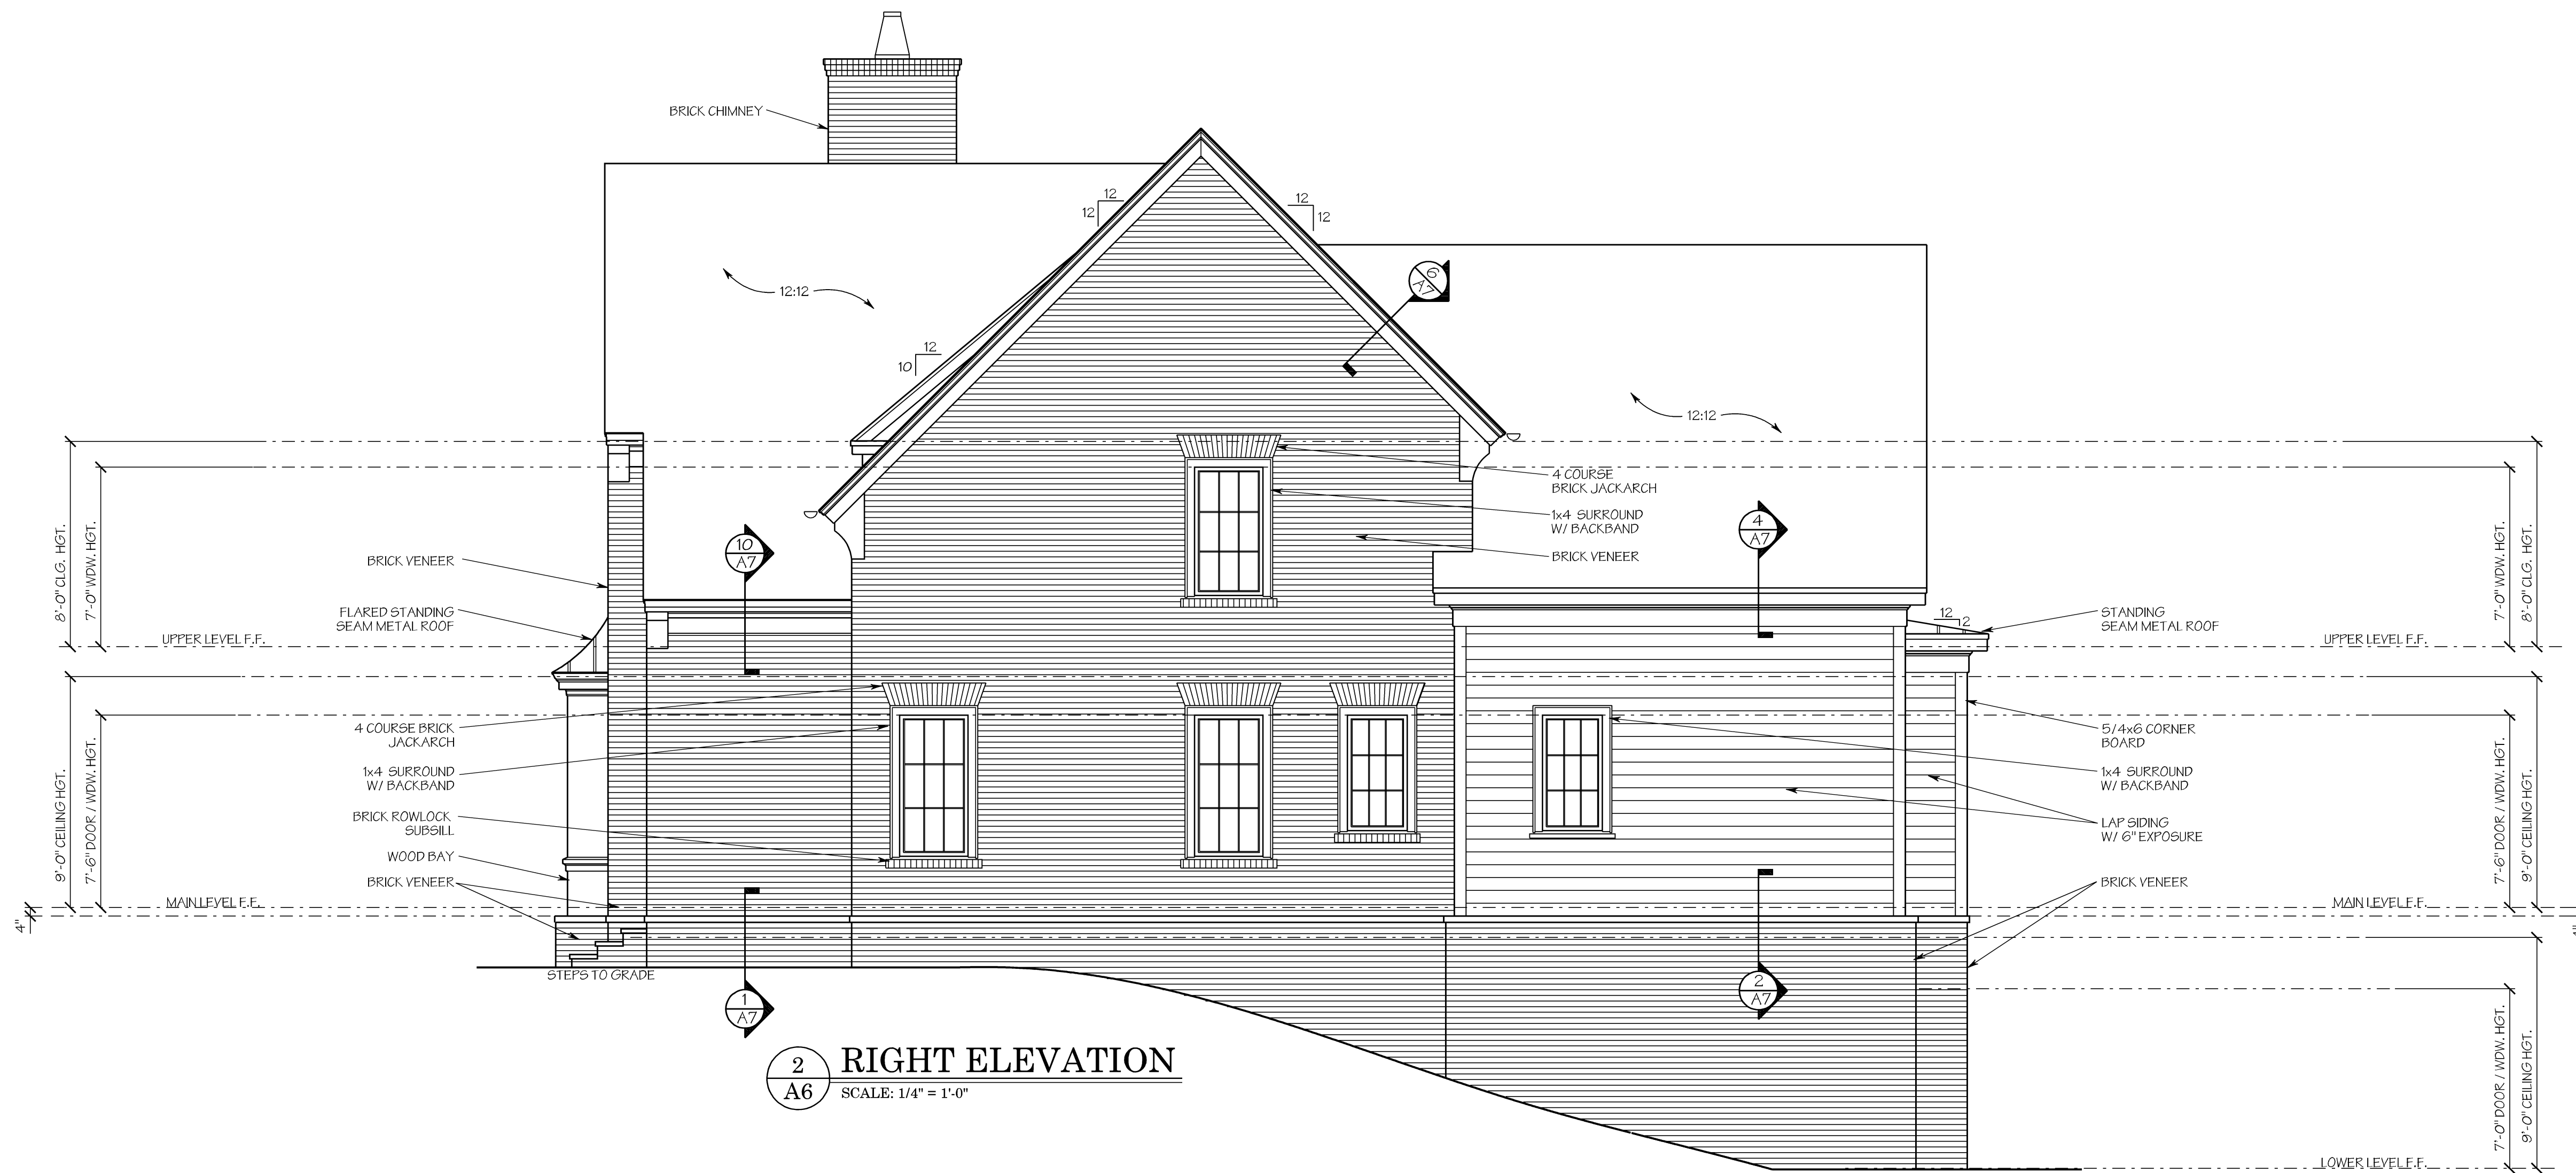 BRICK CHIMNEY
12
12
12
12
12:12
12
10
12:12
6
A7
4 COURSE
BRICK JACKARCH
1x4 SURROUND
W/ BACKBAND
BRICK VENEER
10
A7
4
A7
8'-0" CLG. HGT.
7'-0" WDW. HGT.
7'-0" WDW. HGT.
8'-0" CLG. HGT.
BRICK VENEER
FLARED STANDING
SEAM METAL ROOF
12
2
STANDING
SEAM METAL ROOF
UPPER LEVEL F.F.
UPPER LEVEL F.F.
4 COURSE BRICK
JACKARCH
1x4 SURROUND
W/ BACKBAND
BRICK ROWLOCK
SUBSILL
WOOD BAY
BRICK VENEER
5/4x6 CORNER
BOARD
1x4 SURROUND
W/ BACKBAND
LAP SIDING
W/ 6" EXPOSURE
BRICK VENEER
9'-0" CEILING HGT.
7'-6" DOOR / WDW. HGT.
7'-6" DOOR / WDW. HGT.
9'-0" CEILING HGT.
MAIN LEVEL F.F.
MAIN LEVEL F.F.
4"
STEPS TO GRADE
1
A7
2
A7
7'-0" DOOR / WDW. HGT.
9'-0" CEILING HGT.
2
A6
RIGHT ELEVATION
SCALE: 1/4" = 1'-0"
LOWER LEVEL F.F.